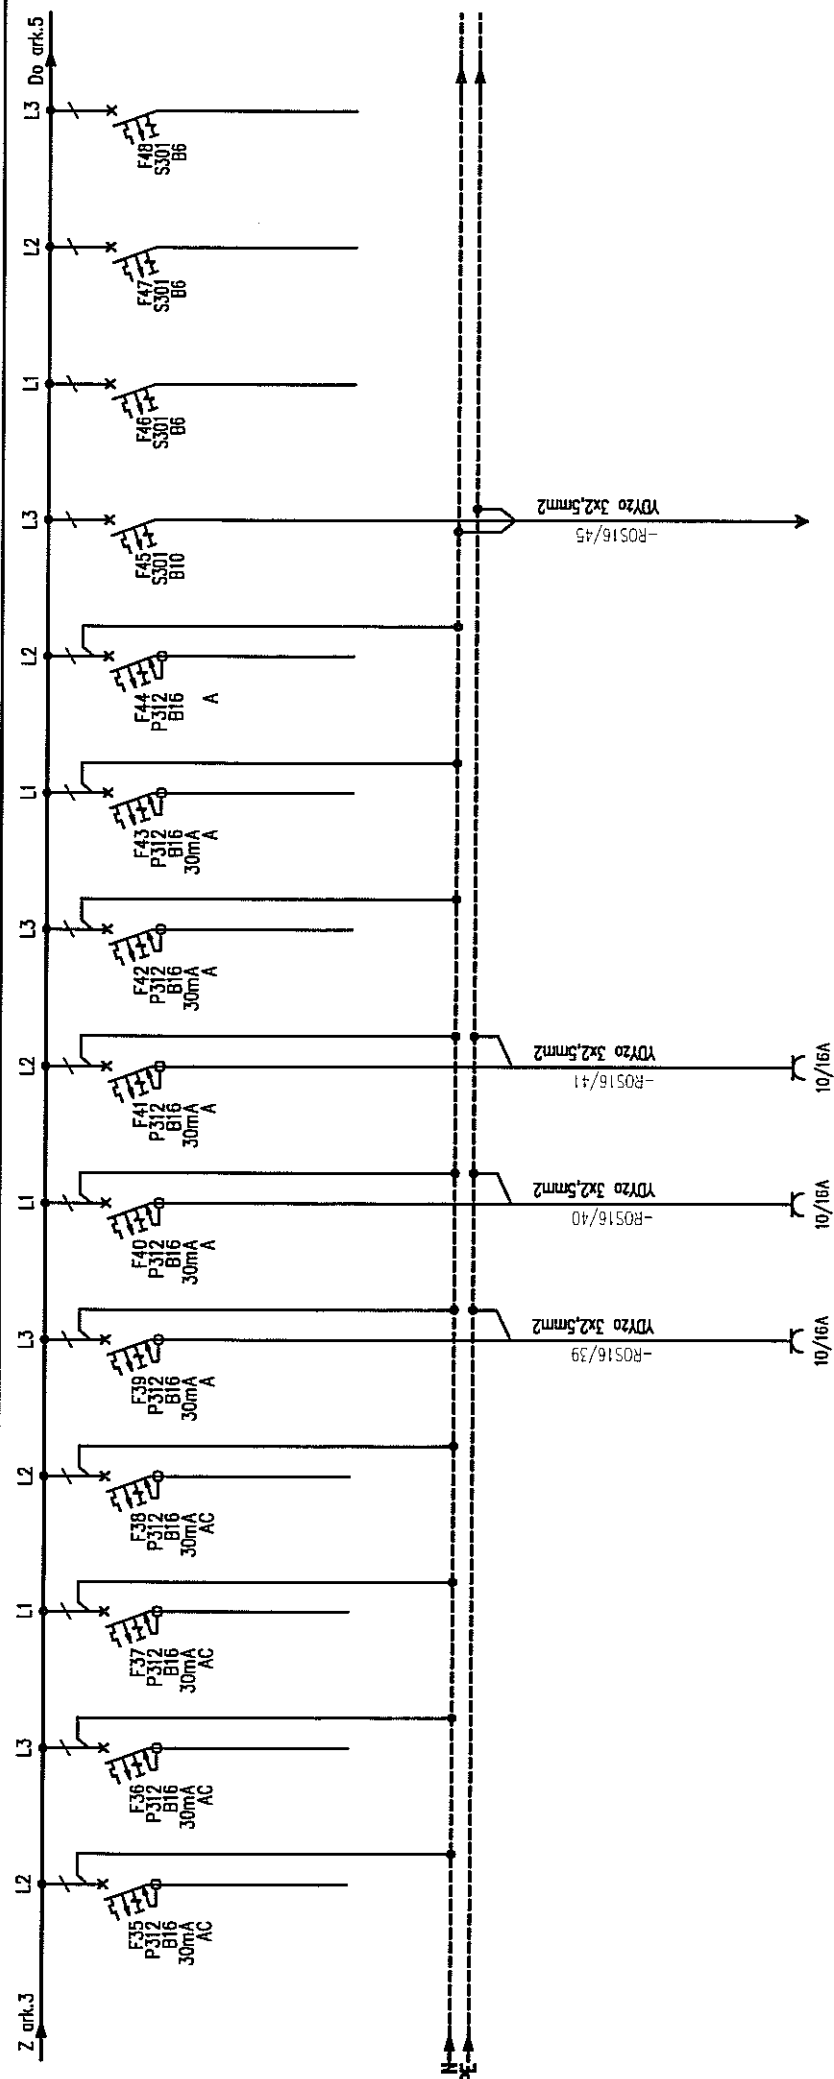 Z ark.3
L2
F35
P312
B16
30mA
AC
L3
F36
P312
B16
30mA
AC
L1
F37
P312
B16
30mA
AC
L2
F38
P312
B16
30mA
AC
L3
F39
P312
B16
30mA
A
L1
F40
P312
B16
30mA
A
L2
F41
P312
B16
30mA
A
L3
F42
P312
B16
30mA
A
L1
F43
P312
B16
30mA
A
L2
F44
P312
B16
A
L3
F45
S301
B10
L1
F46
S301
B6
L2
F47
S301
B6
L3
F48
S301
B6
Do ark.5
N
PE
YDYżo 3x2,5mm2
-ROS16/39
10/16A
YDYżo 3x2,5mm2
-ROS16/40
10/16A
YDYżo 3x2,5mm2
-ROS16/41
10/16A
YDYżo 3x2,5mm2
-ROS16/45